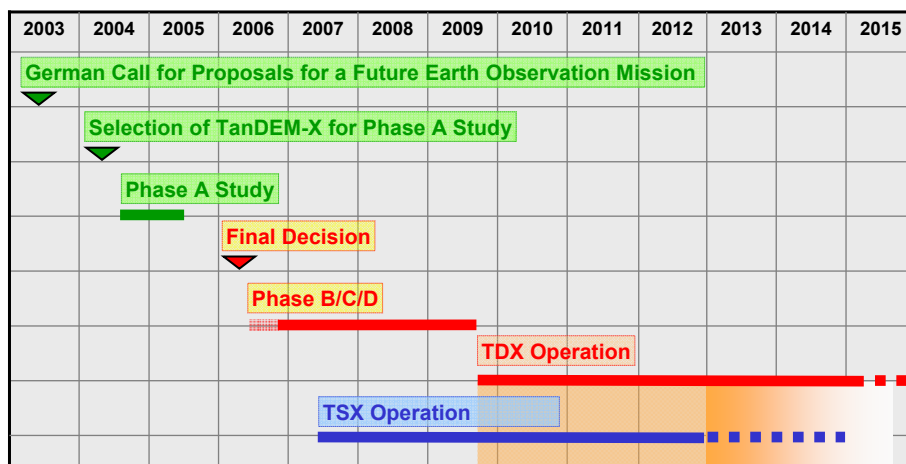 2003 2004 2005 2006 2007 2008 2009 2010 2011 2012 2013 2014 2015
German Call for Proposals for a Future Earth Observation Mission
Selection of TanDEM-X for Phase A Study
Phase A Study
Final Decision
Phase B/C/D
TDX Operation
TSX Operation